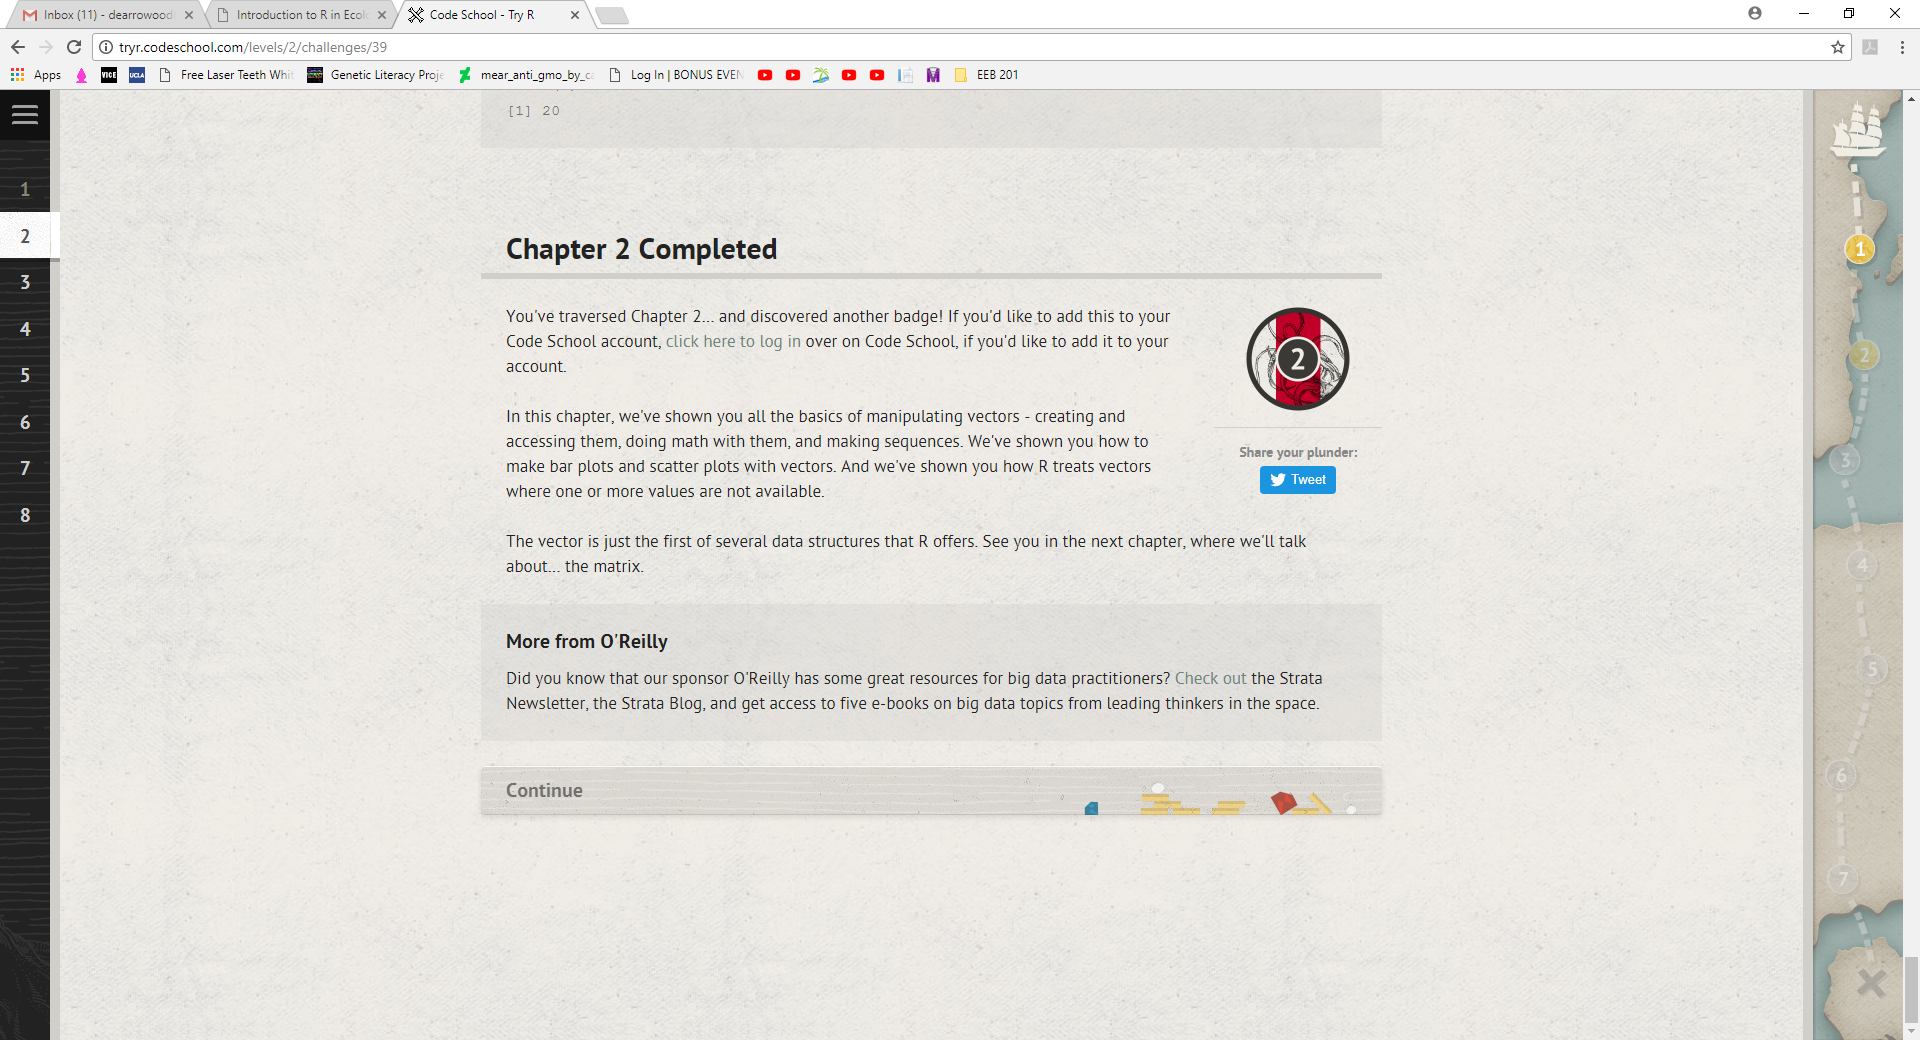 Inbox (11) - dearrowood
Introduction to R in Ecol
Code School - Try R
tryr.codeschool.com/levels/2/challenges/39
Apps
VICE
UCLA
Free Laser Teeth Whit
Genetic Literacy Proje
mear_anti_gmo_by_ca
Log In | BONUS EVEN
EEB 201
[1] 20
1
2
3
4
5
6
7
8
Chapter 2 Completed
You've traversed Chapter 2... and discovered another badge! If you'd like to add this to your
Code School account, click here to log in over on Code School, if you'd like to add it to your
account.
2
In this chapter, we've shown you all the basics of manipulating vectors - creating and
accessing them, doing math with them, and making sequences. We've shown you how to
make bar plots and scatter plots with vectors. And we've shown you how R treats vectors
where one or more values are not available.
Share your plunder:
Tweet
The vector is just the first of several data structures that R offers. See you in the next chapter, where we'll talk
about... the matrix.
More from O'Reilly
Did you know that our sponsor O'Reilly has some great resources for big data practitioners? Check out the Strata
Newsletter, the Strata Blog, and get access to five e-books on big data topics from leading thinkers in the space.
Continue
1
2
3
4
5
6
7